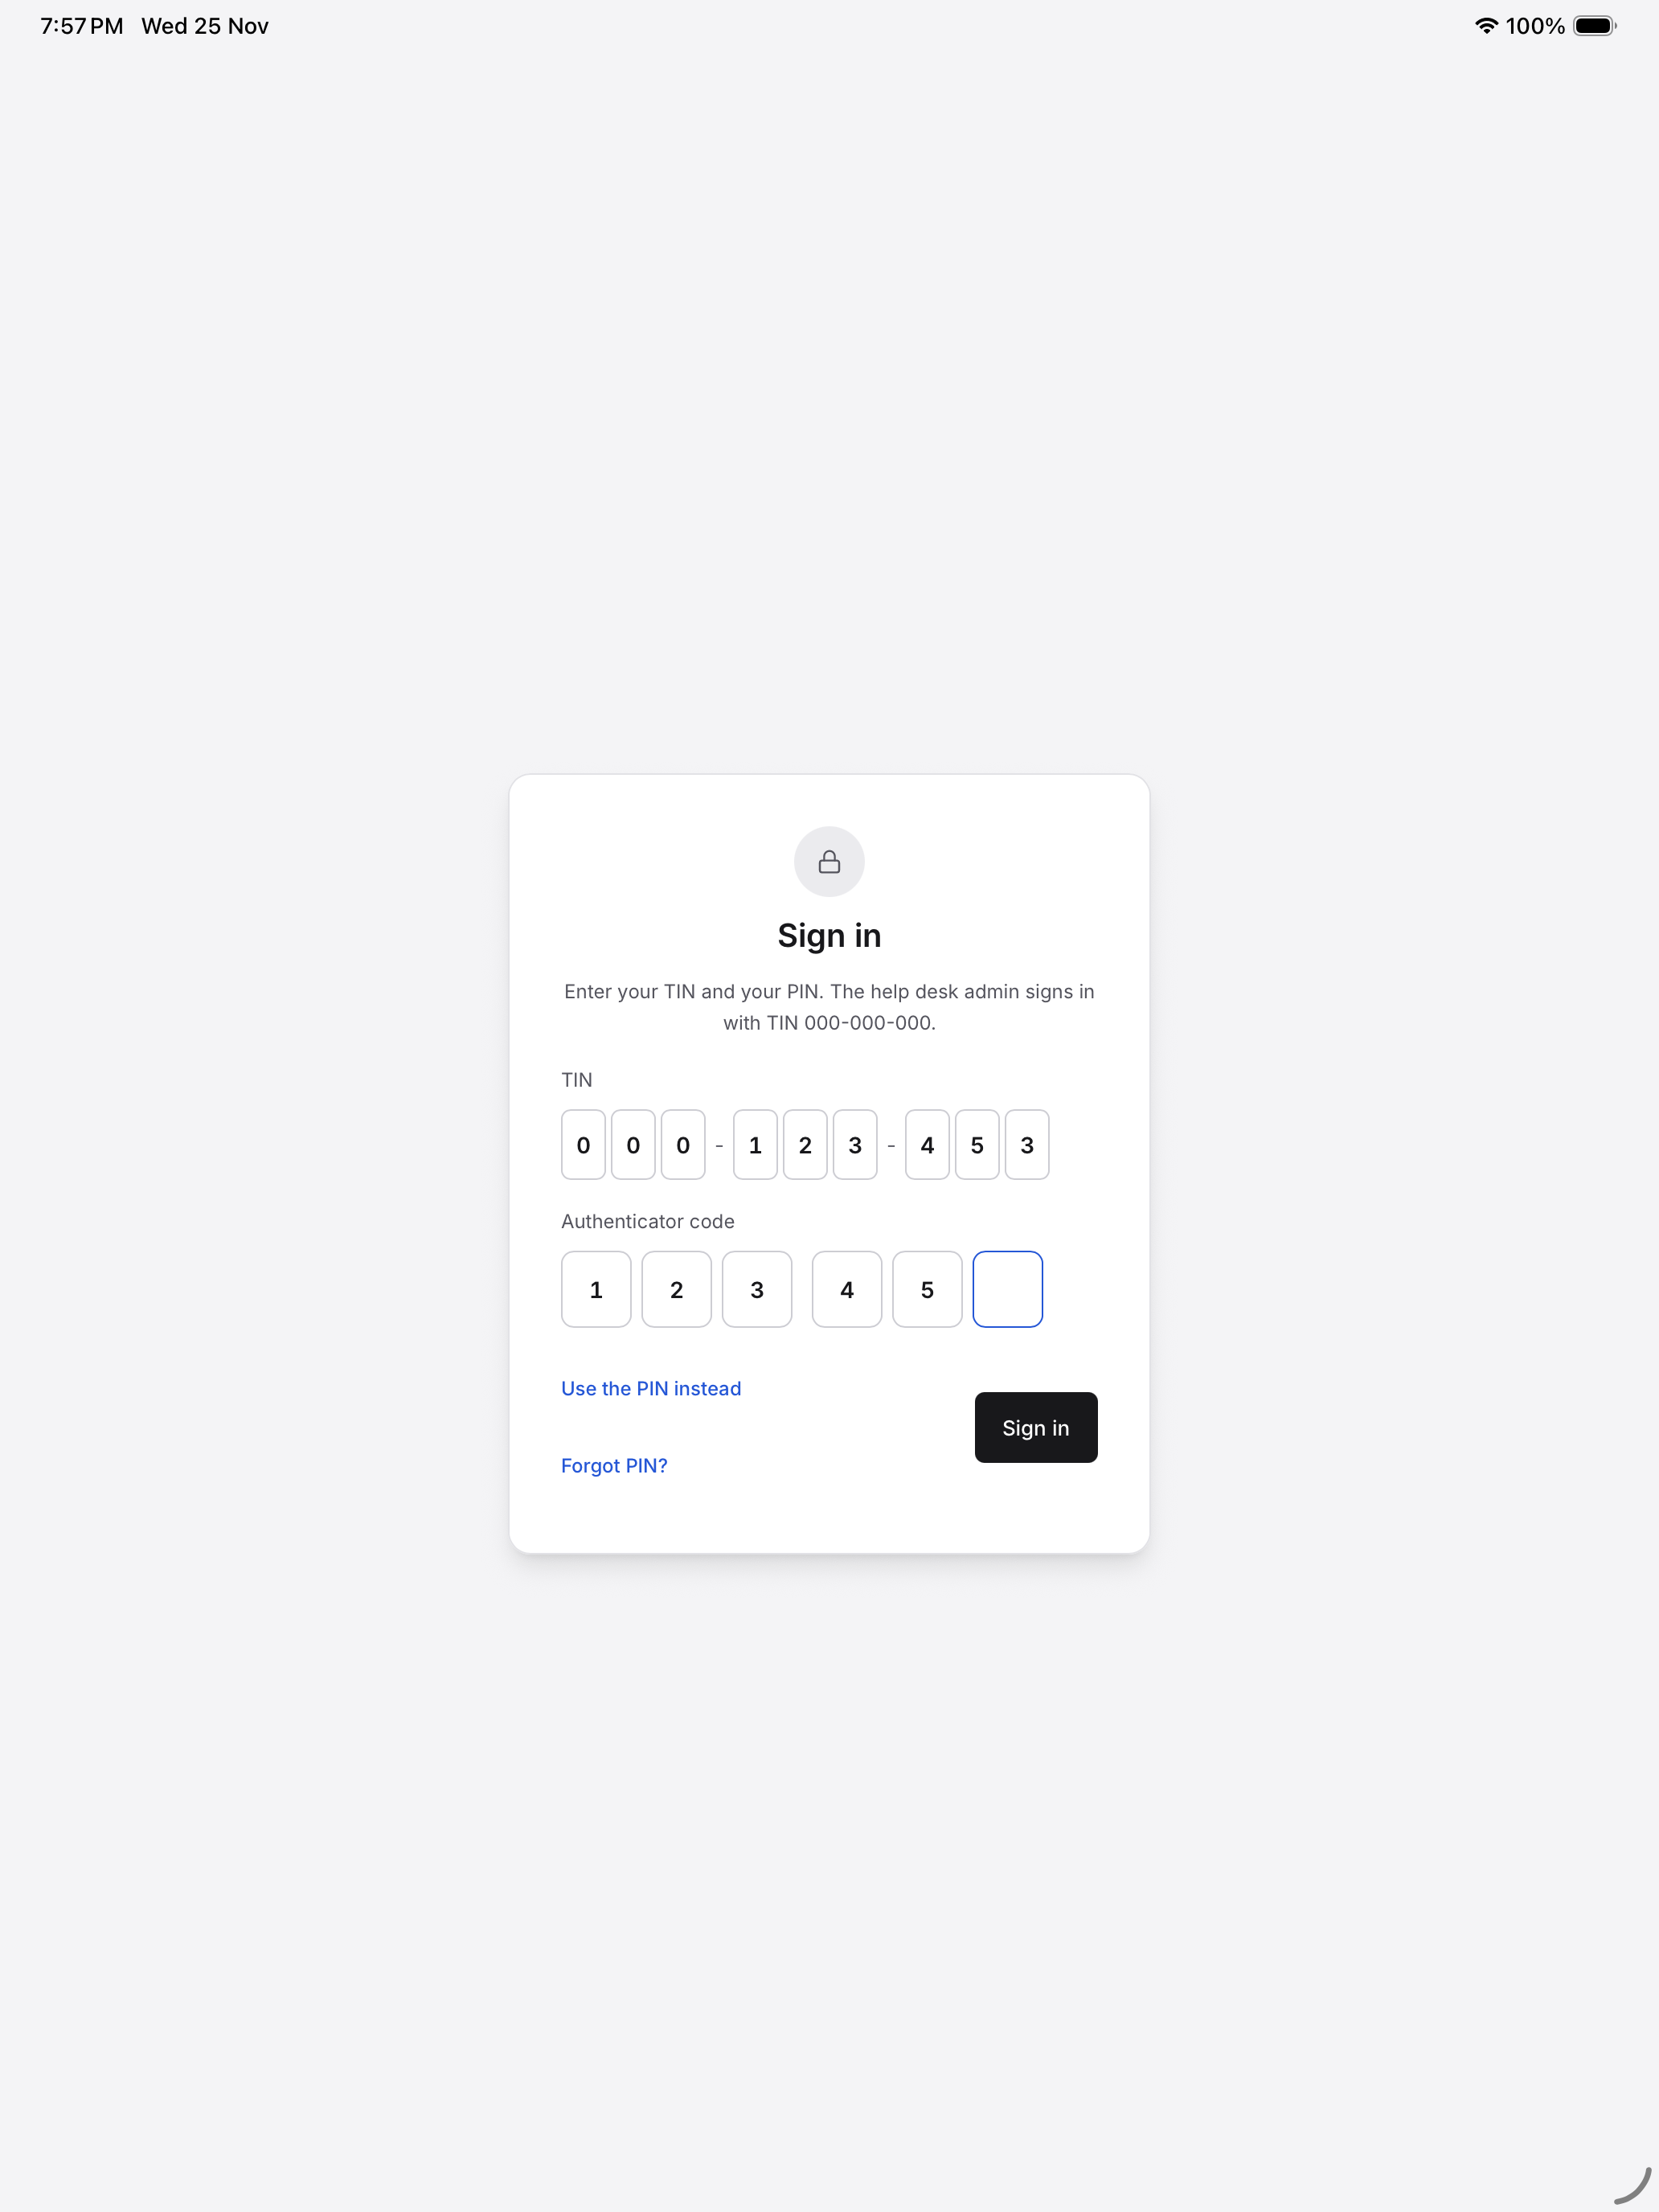 7:57 PM Wed 25 Nov 100%
Sign in
Enter your TIN and your PIN. The help desk admin signs in
with TIN 000-000-000.
TIN
0 0 0 - 1 2 3 - 4 5 3
Authenticator code
1 2 3 4 5
Use the PIN instead
Sign in
Forgot PIN?